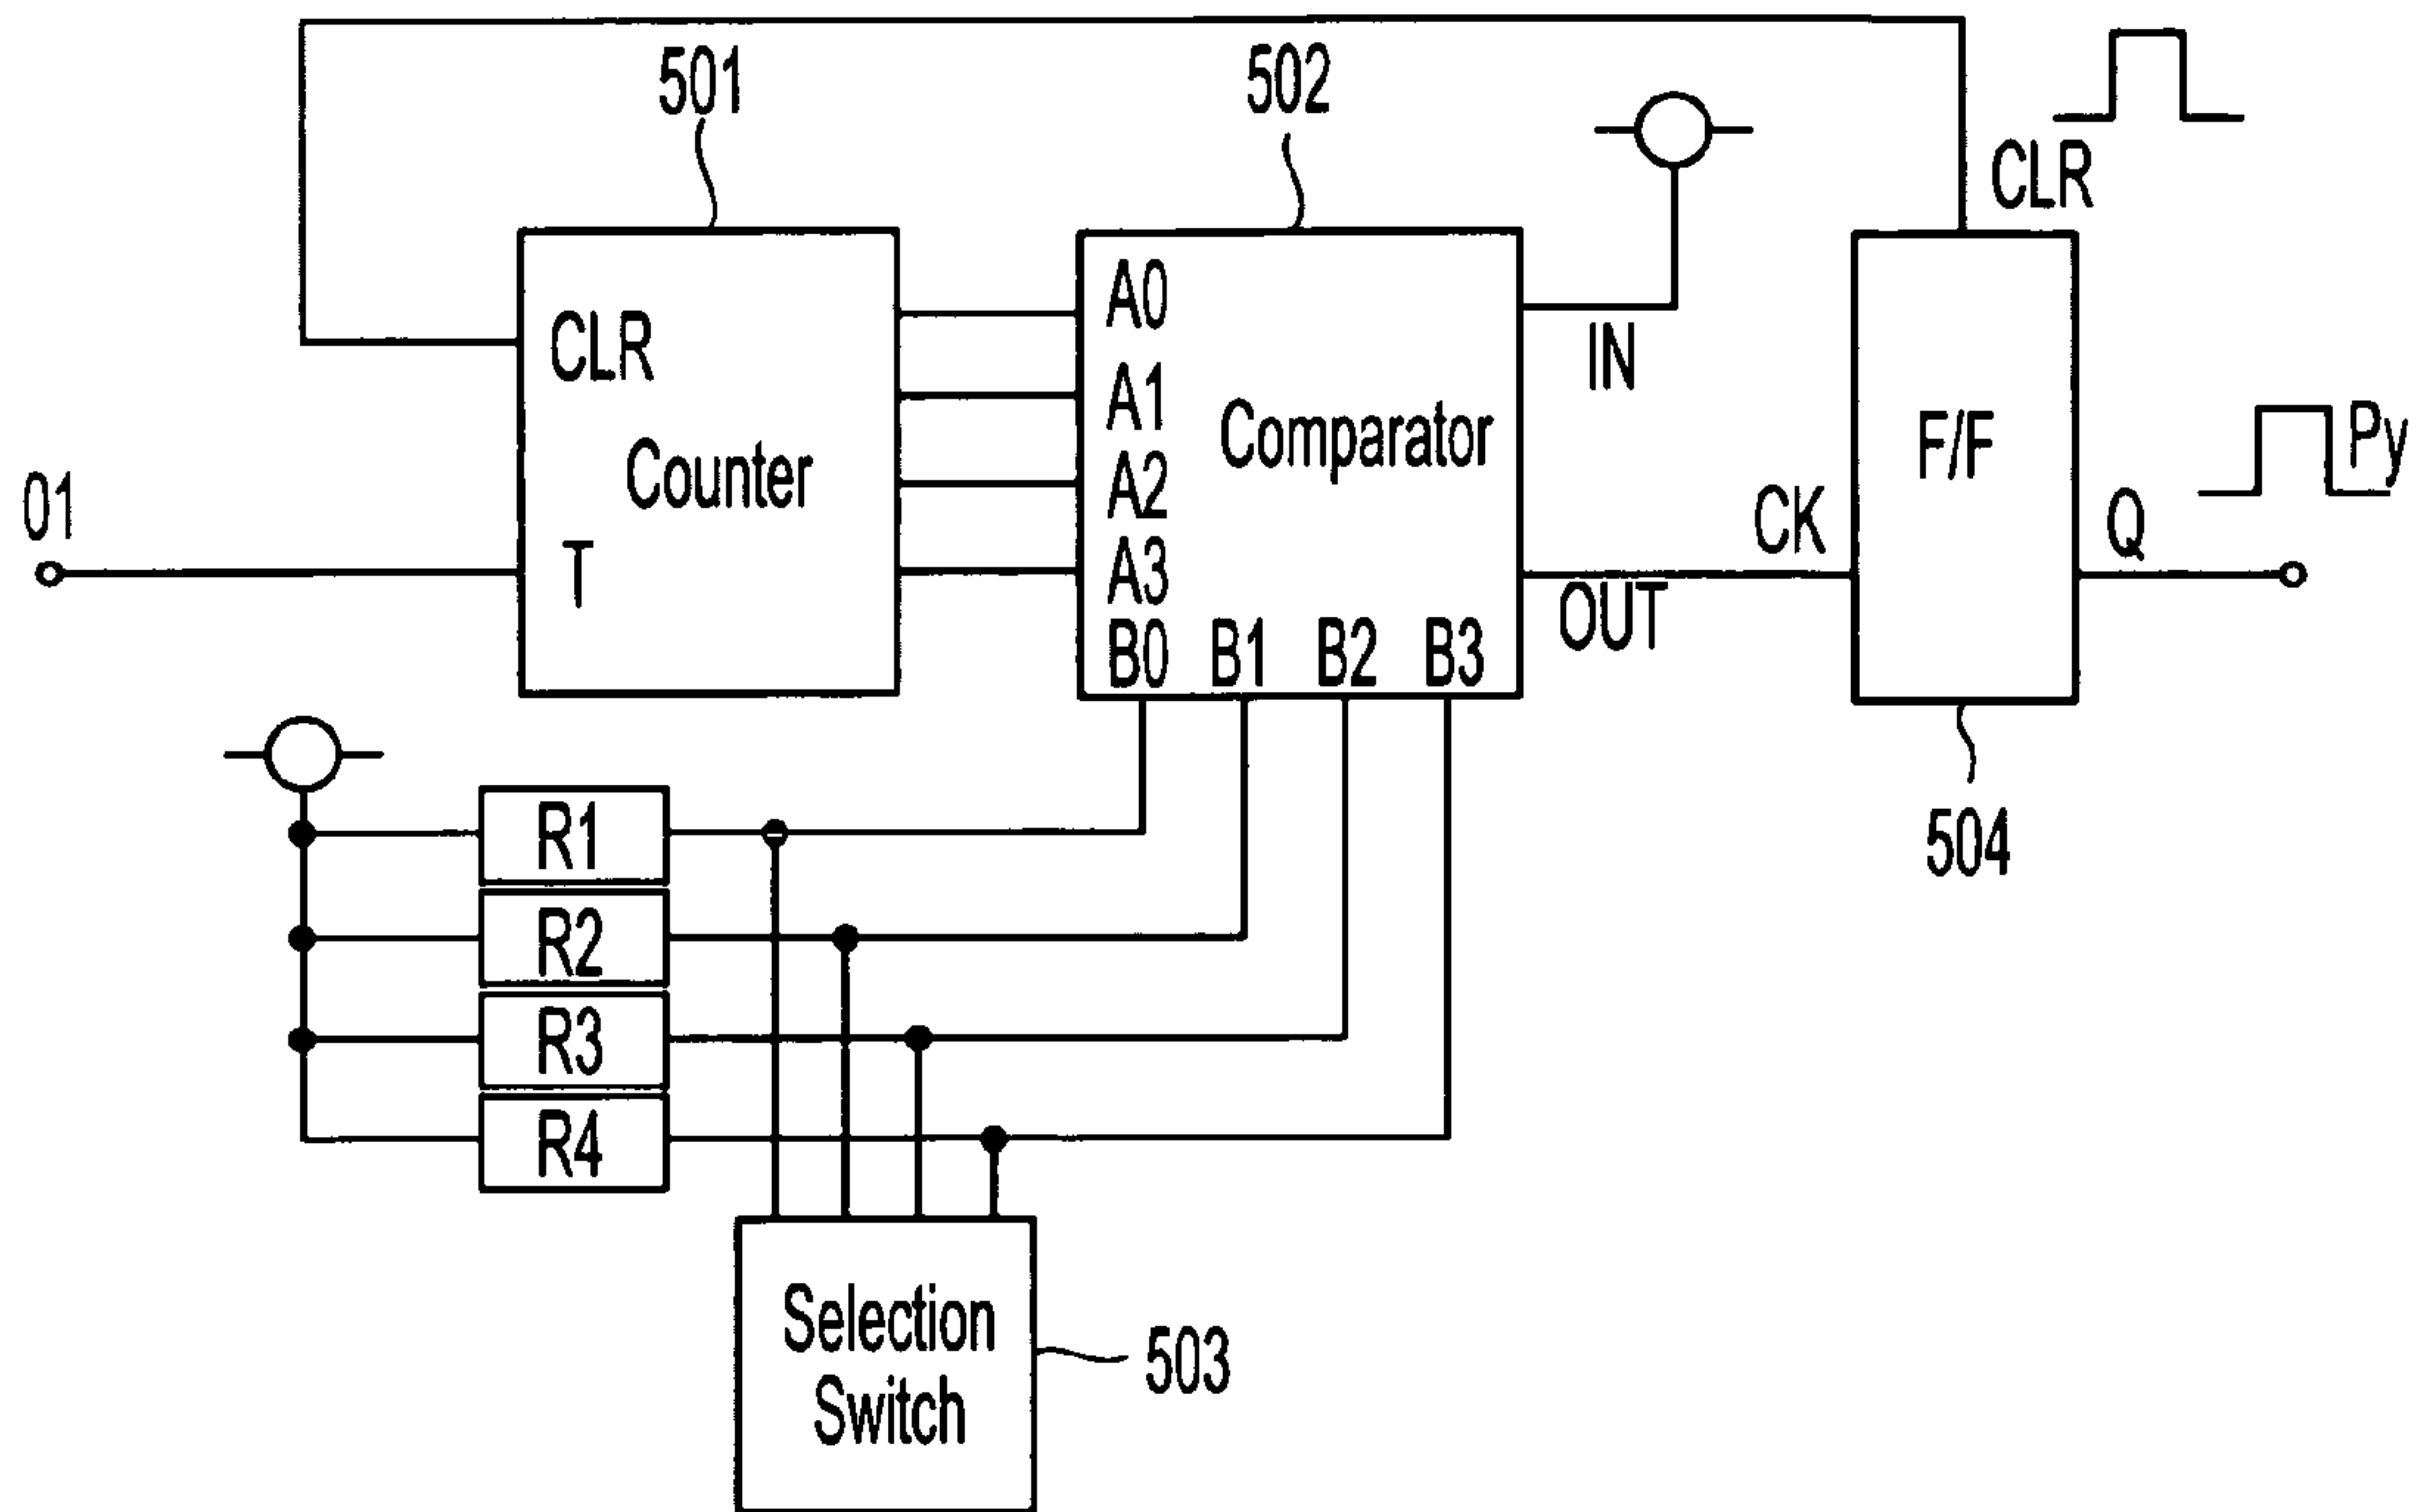 501
502
CLR
A0
CLR
IN
A1
Comparator
F/F
Py
Counter
A2
01
CK
Q
T
A3
OUT
B0 B1 B2 B3
R1
504
R2
R3
R4
Selection
Switch
503